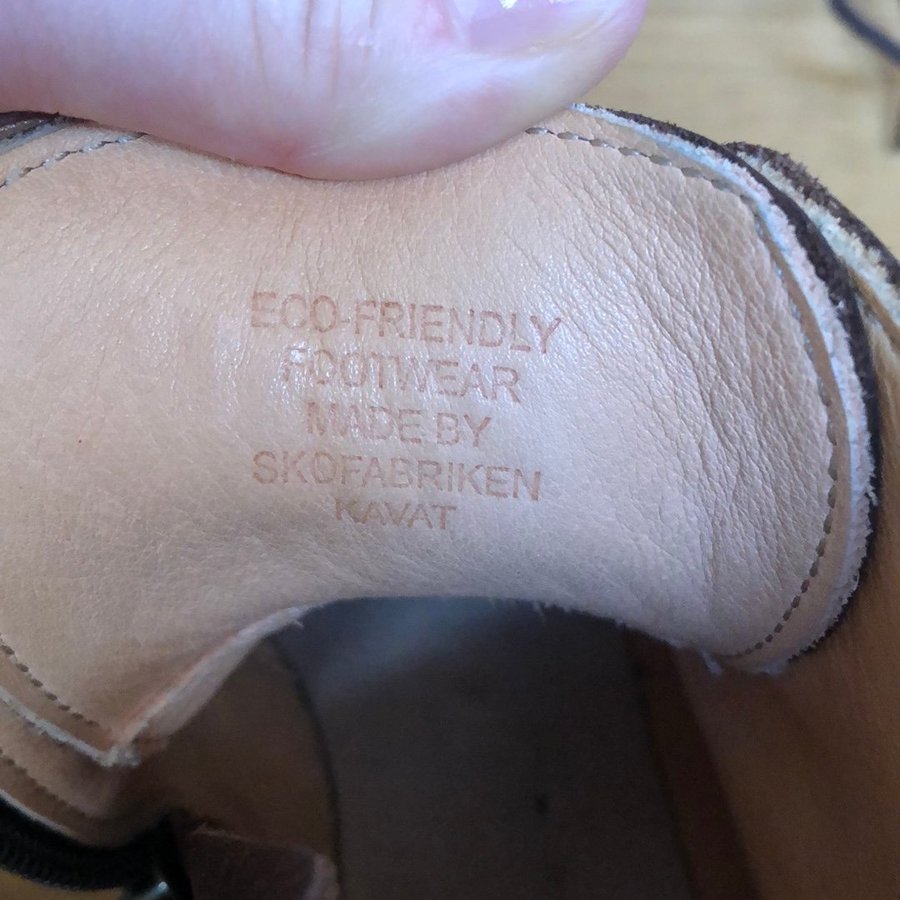 ECO-FRIENDLY
FOOTWEAR
MADE BY
SKOFABRIKEN
KAVAT